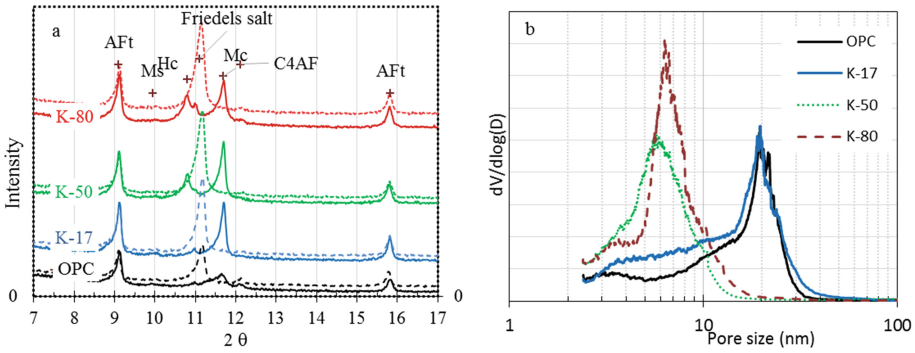 a
Friedels salt
AFt
Ms
Hc
Mc
C4AF
AFt
K-80
K-50
K-17
OPC
Intensity
0
0
7 8 9 10 11 12 13 14 15 16 17
2 θ
b
OPC
K-17
K-50
K-80
dV/dlog(D)
1 10 100
Pore size (nm)